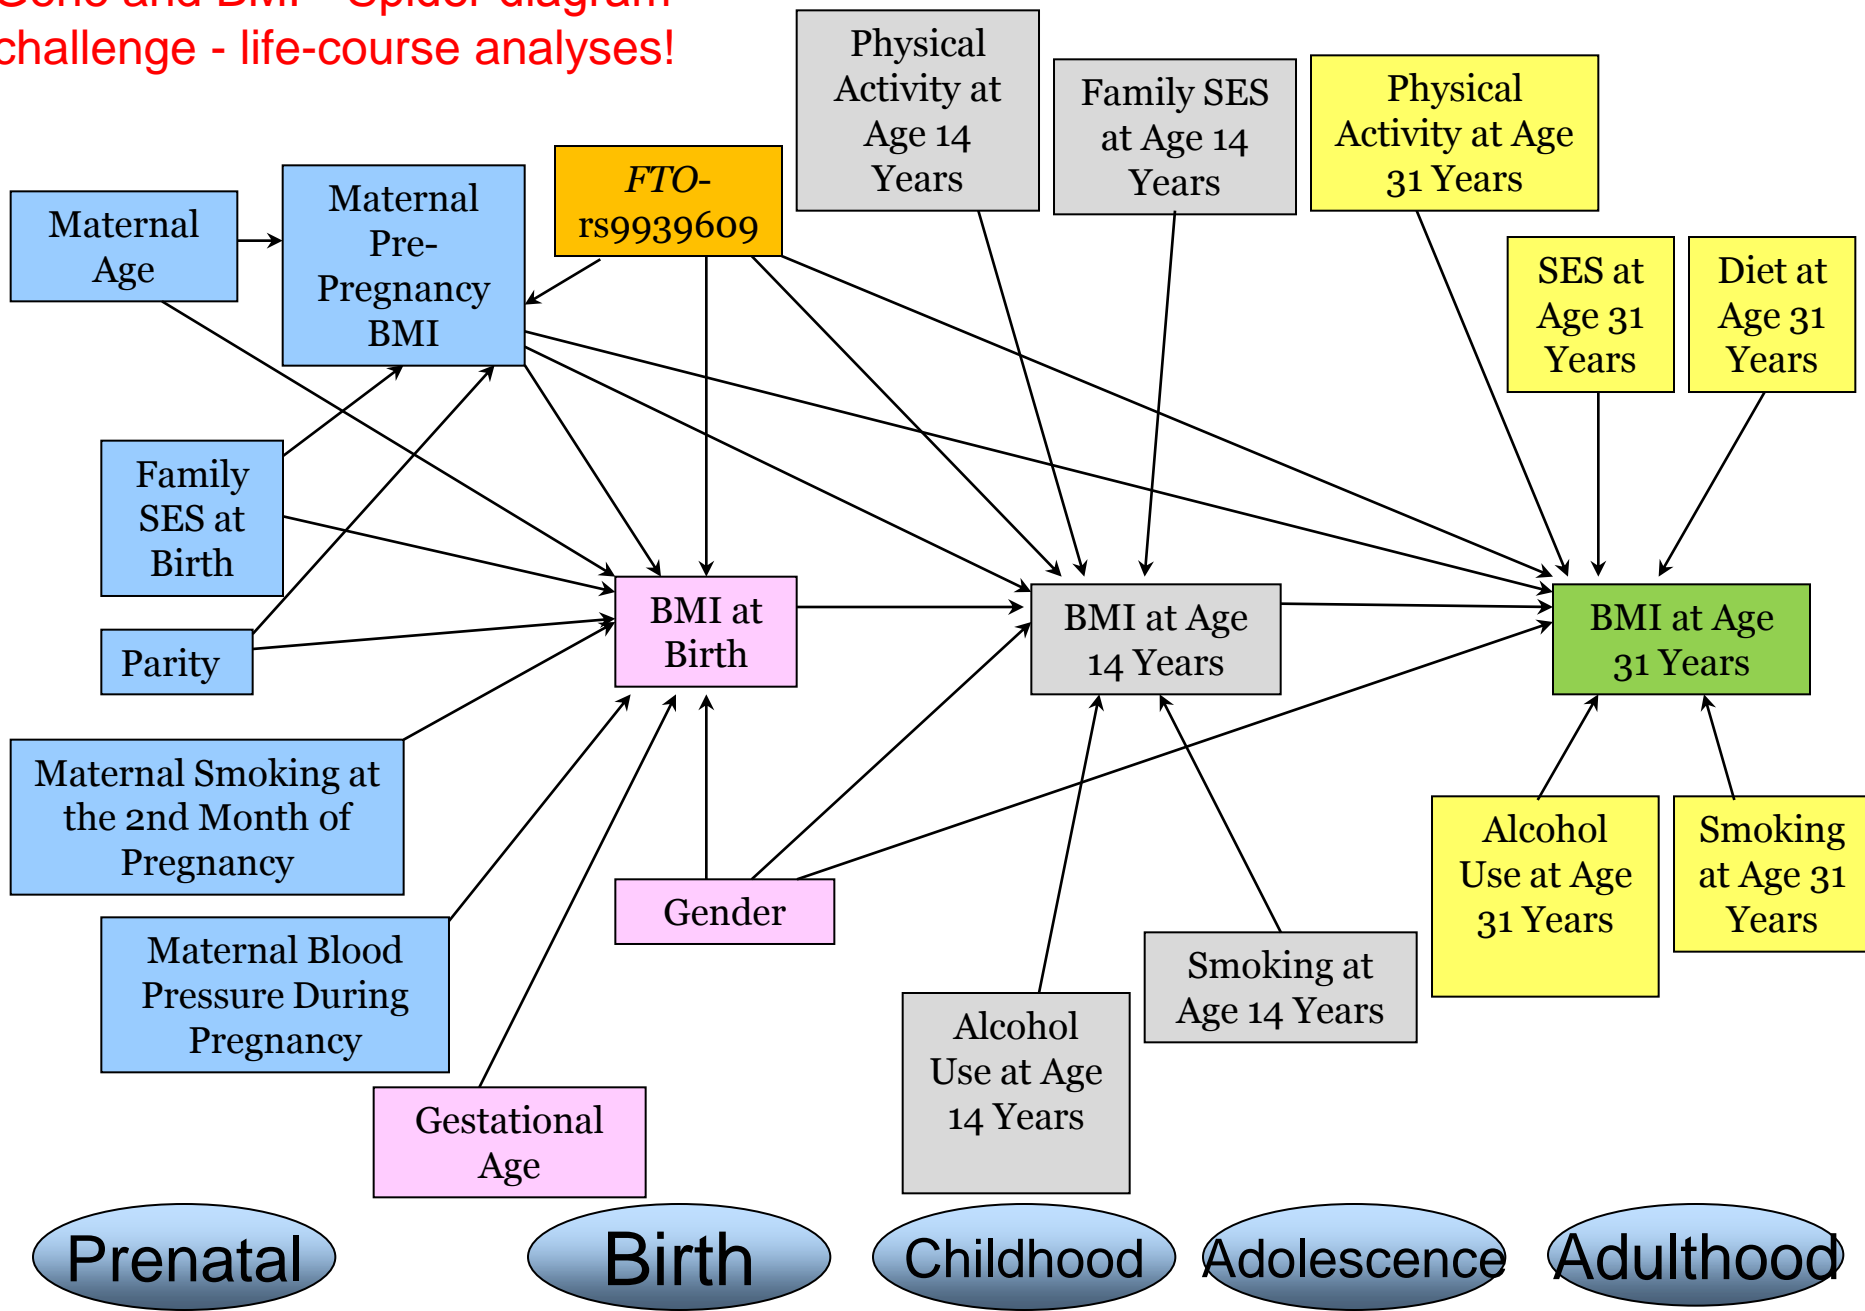 Gene and BMI - Spider diagram
challenge - life-course analyses!
Physical
Activity at
Age 14
Years
Family SES
at Age 14
Years
Physical
Activity at Age
31 Years
Maternal
Age
Maternal
Pre-
Pregnancy
BMI
FTO-
rs9939609
SES at
Age 31
Years
Diet at
Age 31
Years
Family
SES at
Birth
Parity
BMI at
Birth
BMI at Age
14 Years
BMI at Age
31 Years
Maternal Smoking at
the 2nd Month of
Pregnancy
Gender
Alcohol
Use at Age
31 Years
Smoking
at Age 31
Years
Maternal Blood
Pressure During
Pregnancy
Smoking at
Age 14 Years
Alcohol
Use at Age
14 Years
Gestational
Age
Prenatal
Birth
Childhood
Adolescence
Adulthood